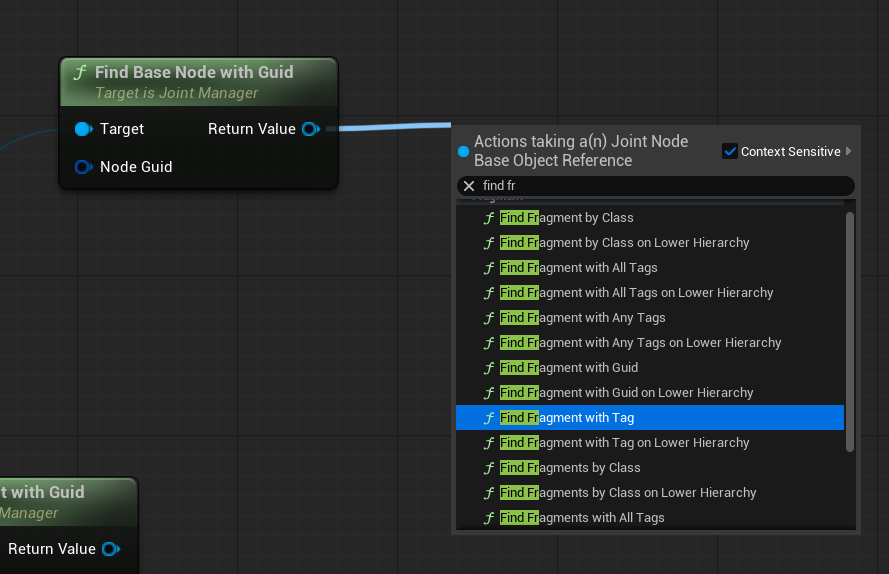 f Find Base Node with Guid
Target is Joint Manager
Target Return Value
Node Guid
Actions taking a(n) Joint Node
Base Object Reference
Context Sensitive
find fr
f Find Fragment by Class
f Find Fragment by Class on Lower Hierarchy
f Find Fragment with All Tags
f Find Fragment with All Tags on Lower Hierarchy
f Find Fragment with Any Tags
f Find Fragment with Any Tags on Lower Hierarchy
f Find Fragment with Guid
f Find Fragment with Guid on Lower Hierarchy
f Find Fragment with Tag
f Find Fragment with Tag on Lower Hierarchy
f Find Fragments by Class
f Find Fragments by Class on Lower Hierarchy
f Find Fragments with All Tags
t with Guid
Manager
Return Value